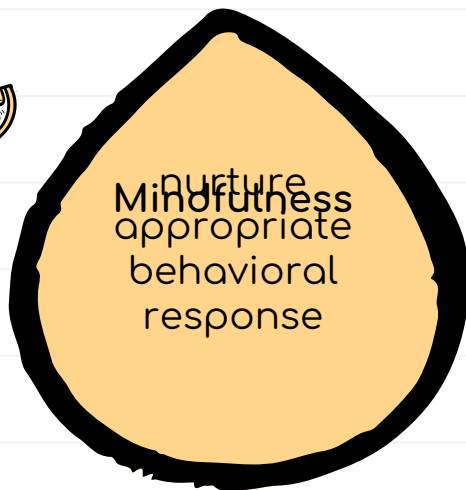 nurture
Mindfulness
appropriate
behavioral
response